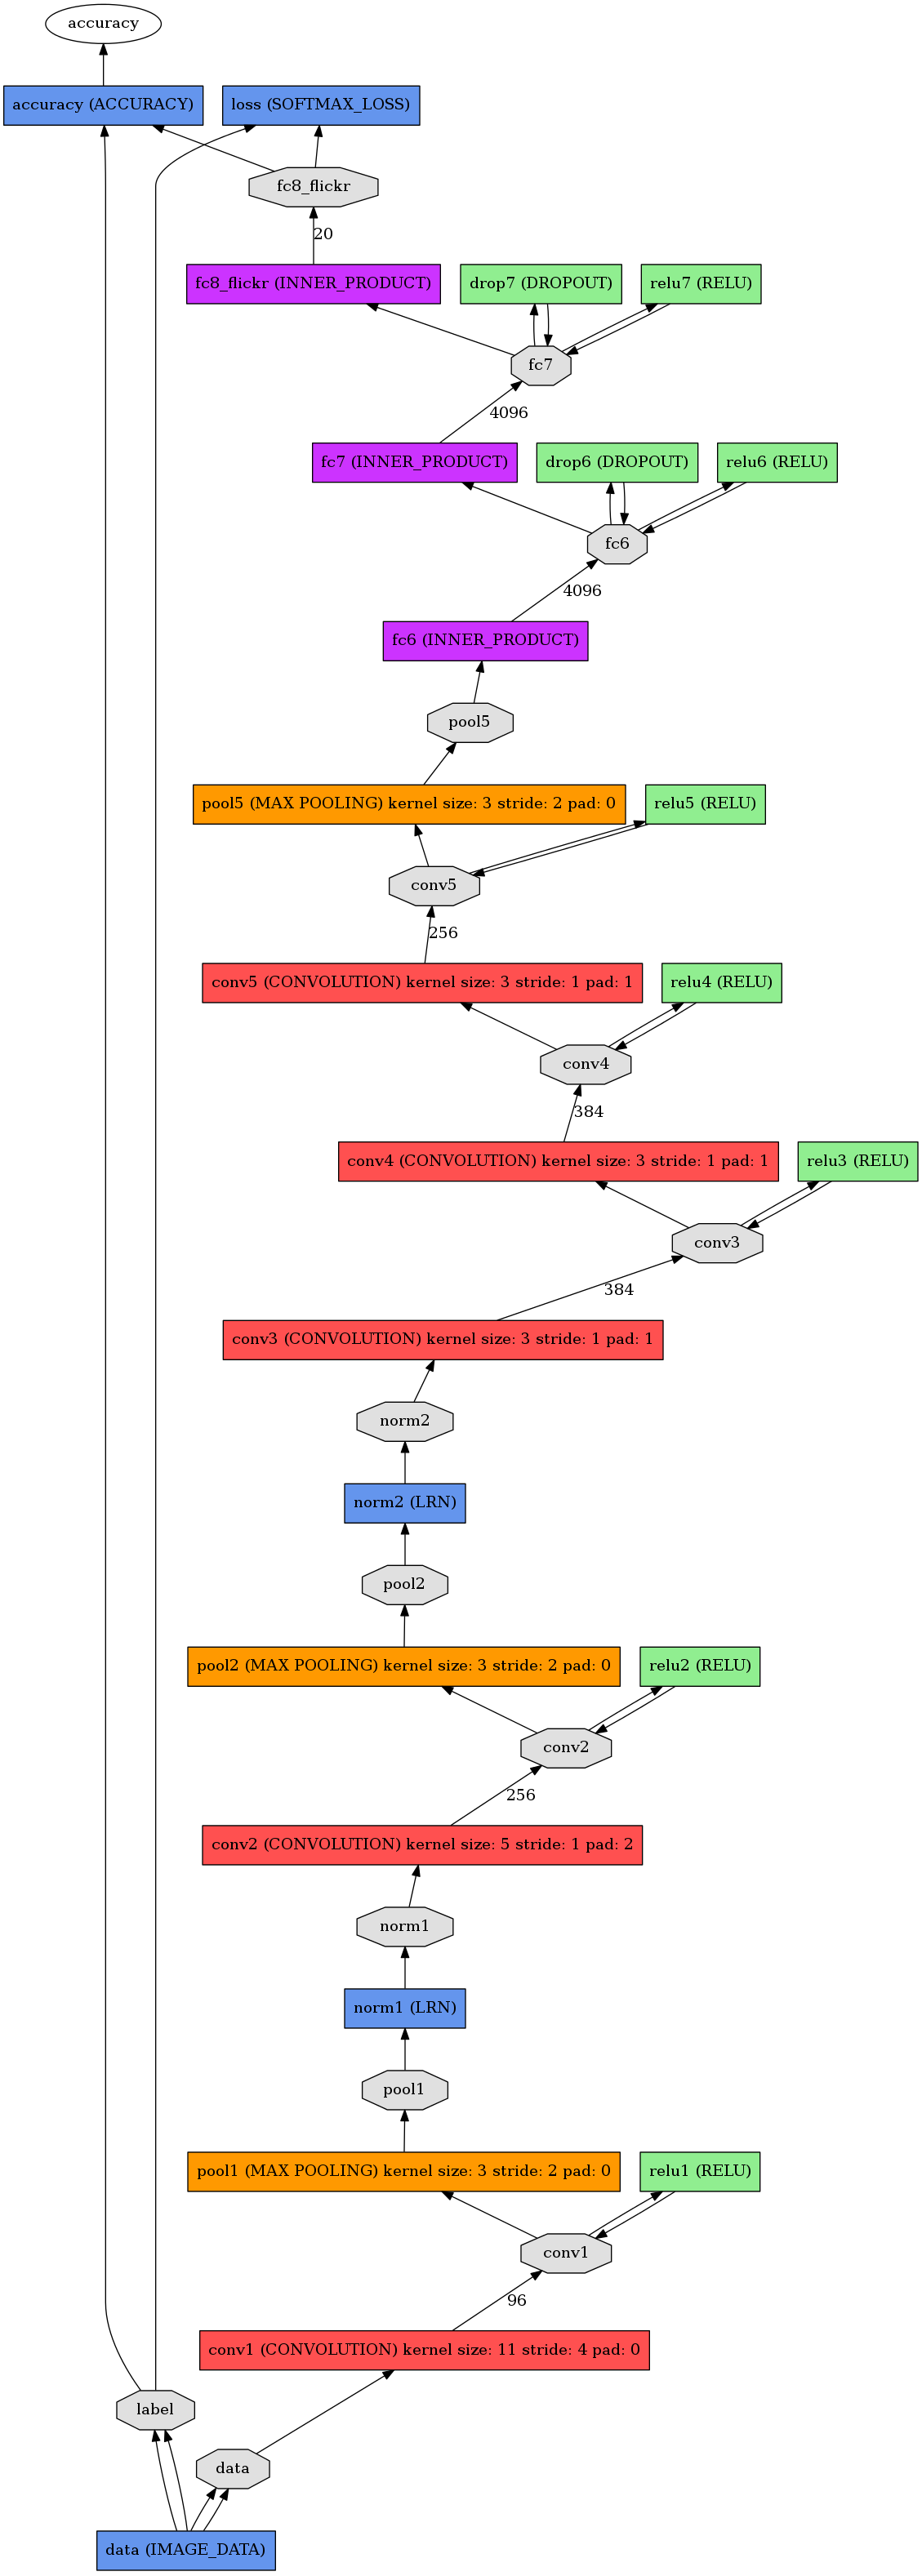 accuracy
accuracy (ACCURACY)
loss (SOFTMAX_LOSS)
fc8_flickr
20
fc8_flickr (INNER_PRODUCT)
drop7 (DROPOUT)
relu7 (RELU)
fc7
4096
fc7 (INNER_PRODUCT)
drop6 (DROPOUT)
relu6 (RELU)
fc6
4096
fc6 (INNER_PRODUCT)
pool5
pool5 (MAX POOLING) kernel size: 3 stride: 2 pad: 0
relu5 (RELU)
conv5
256
conv5 (CONVOLUTION) kernel size: 3 stride: 1 pad: 1
relu4 (RELU)
conv4
384
conv4 (CONVOLUTION) kernel size: 3 stride: 1 pad: 1
relu3 (RELU)
conv3
384
conv3 (CONVOLUTION) kernel size: 3 stride: 1 pad: 1
norm2
norm2 (LRN)
pool2
pool2 (MAX POOLING) kernel size: 3 stride: 2 pad: 0
relu2 (RELU)
conv2
256
conv2 (CONVOLUTION) kernel size: 5 stride: 1 pad: 2
norm1
norm1 (LRN)
pool1
pool1 (MAX POOLING) kernel size: 3 stride: 2 pad: 0
relu1 (RELU)
conv1
96
conv1 (CONVOLUTION) kernel size: 11 stride: 4 pad: 0
label
data
data (IMAGE_DATA)